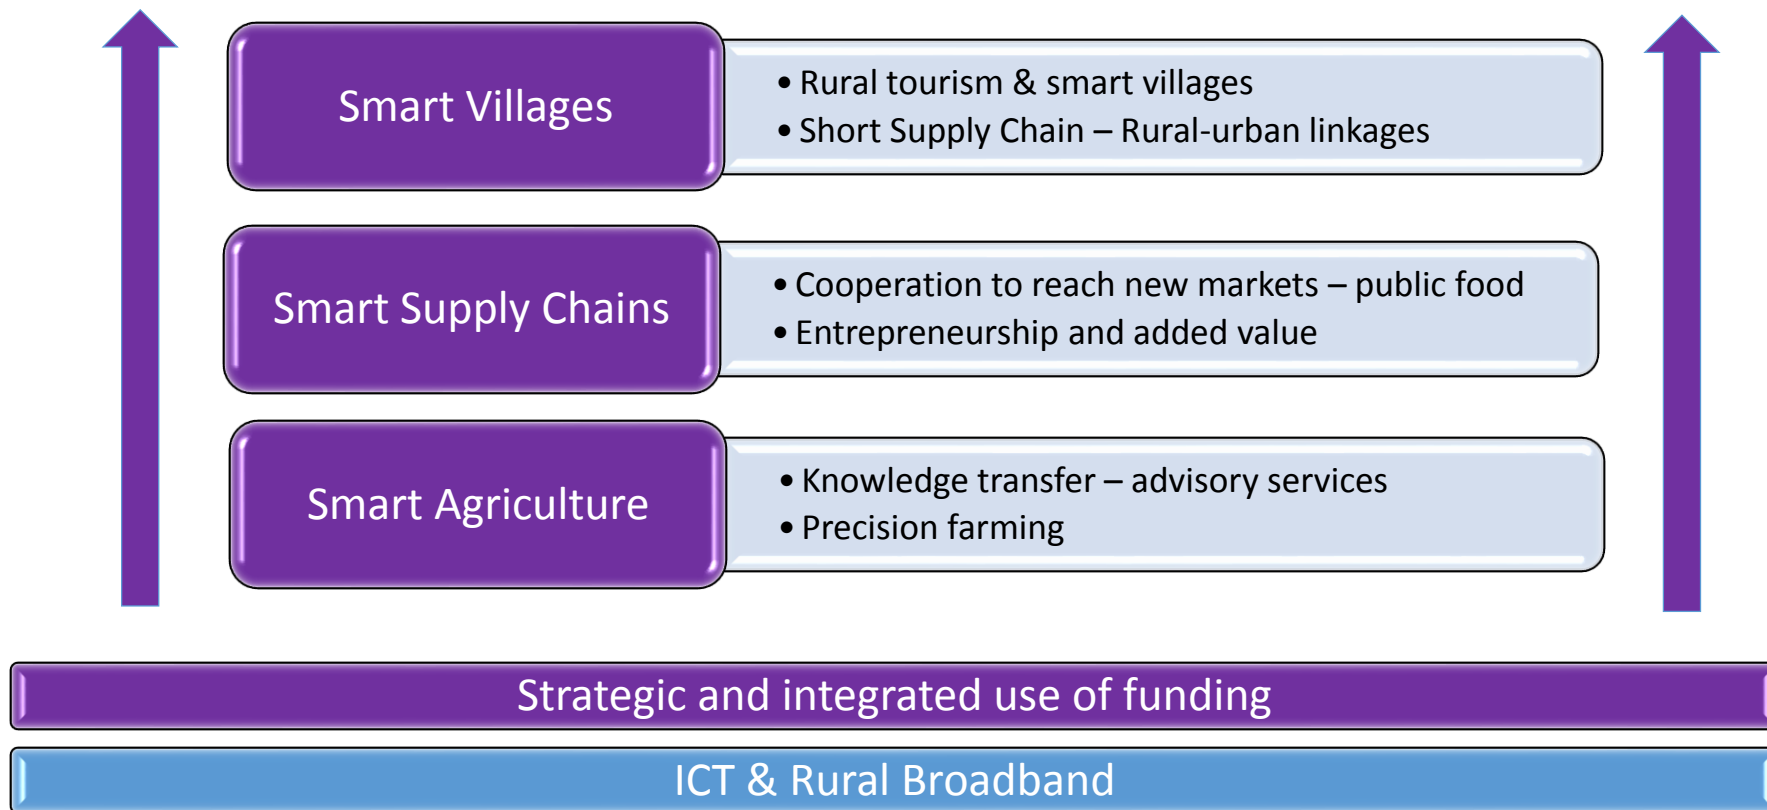 Smart Villages
• Rural tourism & smart villages
• Short Supply Chain – Rural-urban linkages
Smart Supply Chains
• Cooperation to reach new markets – public food
• Entrepreneurship and added value
Smart Agriculture
• Knowledge transfer – advisory services
• Precision farming
Strategic and integrated use of funding
ICT & Rural Broadband